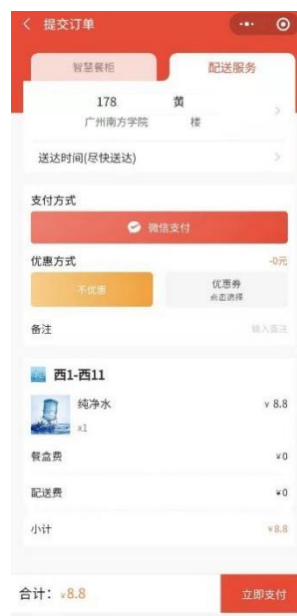 提交订单
智慧餐柜 配送服务
178 黄
广州南方学院 楼
送达时间(尽快送达)
支付方式
微信支付
优惠方式 -0元
不优惠 优惠券
点击选择
备注 输入备注
西1-西11
纯净水 ¥ 8.8
x1
餐盒费 ¥0
配送费 ¥0
小计 ¥8.8
合计: ¥8.8 立即支付